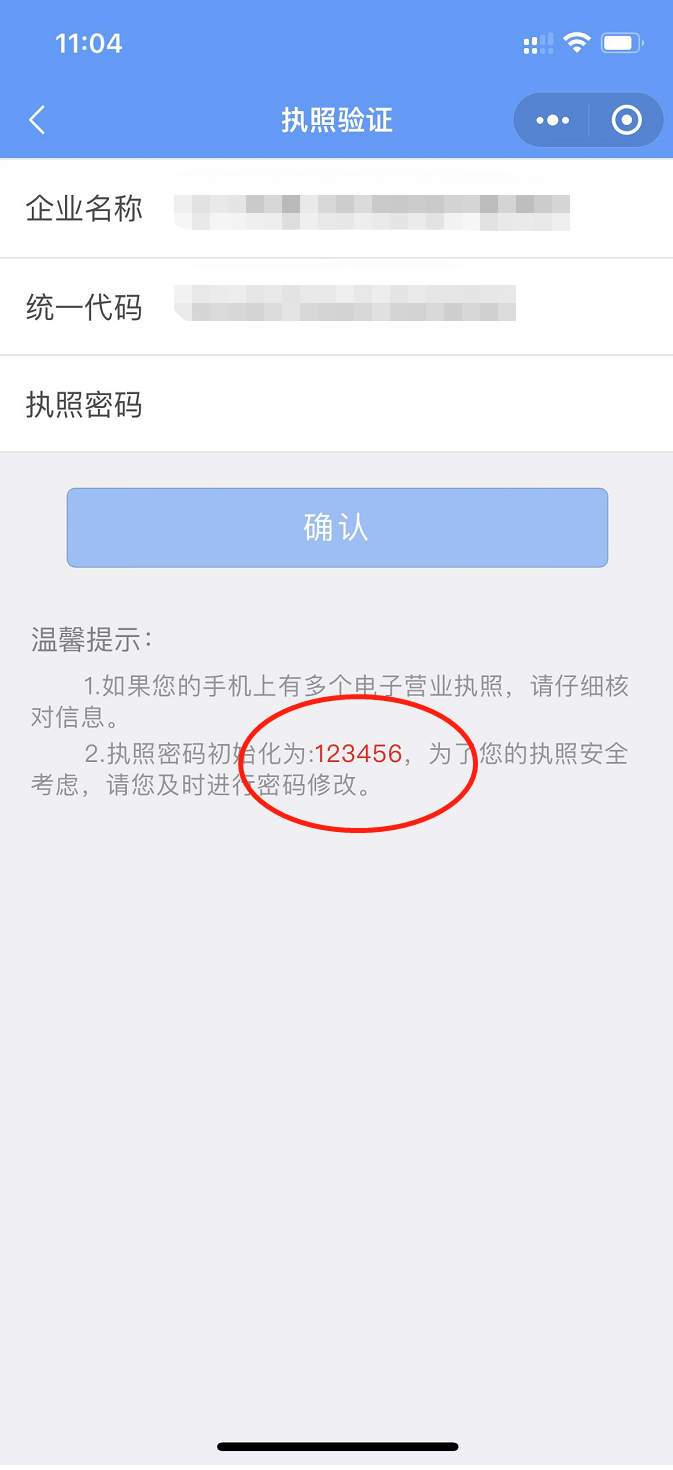 11:04
执照验证
企业名称
统一代码
执照密码
确认
温馨提示：
1.如果您的手机上有多个电子营业执照，请仔细核
对信息。
2.执照密码初始化为:123456，为了您的执照安全
考虑，请您及时进行密码修改。